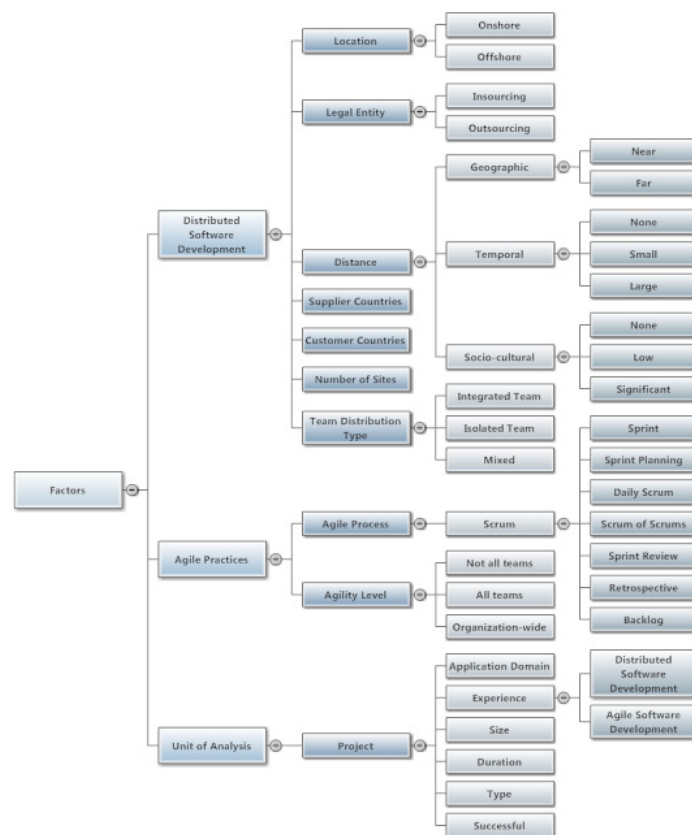 Onshore
Location
Offshore
Insourcing
Legal Entity
Outsourcing
Near
Geographic
Far
Distributed
Software
Development
None
Distance
Temporal
Small
Supplier Countries
Large
Customer Countries
None
Socio-cultural
Low
Number of Sites
Significant
Integrated Team
Team Distribution
Type
Isolated Team
Sprint
Mixed
Sprint Planning
Factors
Daily Scrum
Agile Process
Scrum
Scrum of Scrums
Agile Practices
Not all teams
Sprint Review
Agility Level
All teams
Retrospective
Organization-wide
Backlog
Application Domain
Distributed
Software
Development
Experience
Agile Software
Development
Size
Unit of Analysis
Project
Duration
Type
Successful